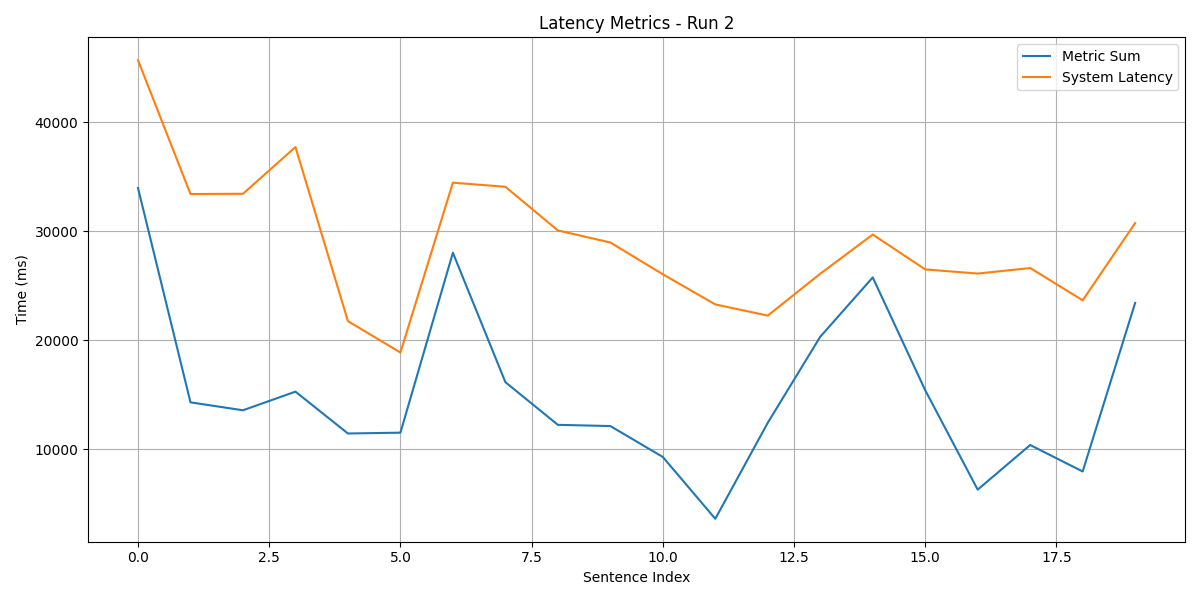 Latency Metrics - Run 2
Metric Sum
System Latency
Time (ms)
40000
30000
20000
10000
0.0 2.5 5.0 7.5 10.0 12.5 15.0 17.5
Sentence Index